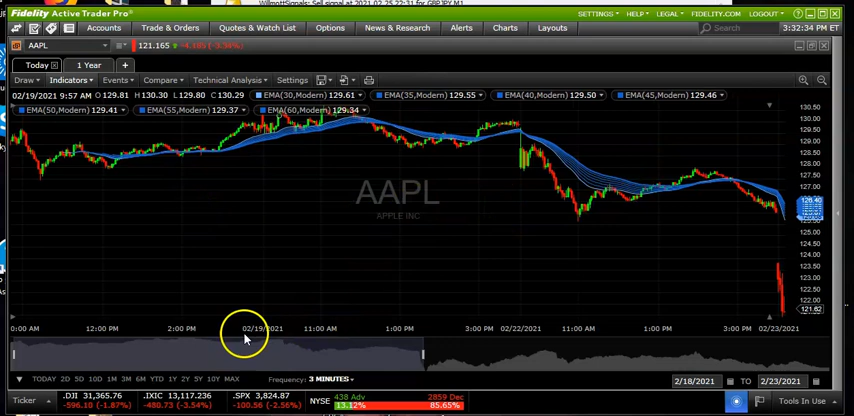 WillmottSignals: Sell signal at 2021.02.25 22:31 for GBPJPY M1
Fidelity Active Trader Pro® SETTINGS HELP LEGAL FIDELITY.COM LOGOUT
Accounts Trade & Orders Quotes & Watch List Options News & Research Alerts Charts Layouts Search 3:32:34 PM ET
AAPL 121.165 -4.105 (-3.34%)
Today 1 Year +
Draw Indicators Events Compare Technical Analysis Settings
02/19/2021 9:57 AM O 129.81 H 130.30 L 129.80 C 130.29 EMA(30,Modern) 129.61 EMA(35,Modern) 129.55 EMA(40,Modern) 129.50 EMA(45,Modern) 129.46
EMA(50,Modern) 129.41 EMA(55,Modern) 129.37 EMA(60,Modern) 129.34
130.50
130.00
129.50
129.00
128.50
128.00
127.50
127.00
126.40
125.50
125.00
124.50
124.00
123.50
123.00
122.50
122.00
121.62
AAPL
APPLE INC
0:00 AM 12:00 PM 2:00 PM 02/19/2021 11:00 AM 1:00 PM 3:00 PM 02/22/2021 11:00 AM 1:00 PM 3:00 PM 02/23/2021
TODAY 2D 5D 10D 1M 3M 6M YTD 1Y 2Y 5Y 10Y MAX Frequency: 3 MINUTES 2/18/2021 TO 2/23/2021
Ticker .DJI 31,365.76 .IXIC 13,117.236 .SPX 3,824.87 NYSE 438 Adv 2859 Dec Tools In Use
-596.10 (-1.87%) -480.73 (-3.54%) -100.56 (-2.56%) 13.12% 85.65%